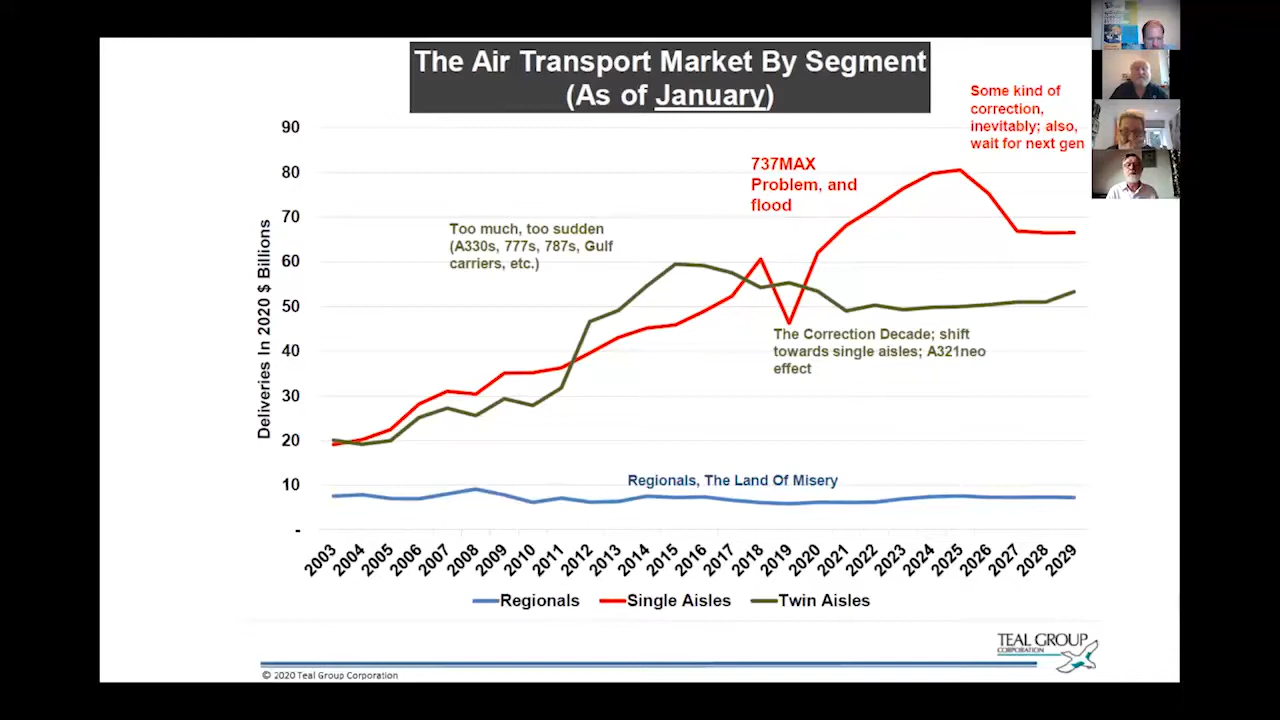 The Air Transport Market By Segment
(As of January)
Some kind of
correction,
inevitably; also,
wait for next gen
737MAX
Problem, and
flood
Too much, too sudden
(A330s, 777s, 787s, Gulf
carriers, etc.)
The Correction Decade; shift
towards single aisles; A321neo
effect
Regionals, The Land Of Misery
Deliveries In 2020 $ Billions
90
80
70
60
50
40
30
20
10
-
2003 2004 2005 2006 2007 2008 2009 2010 2011 2012 2013 2014 2015 2016 2017 2018 2019 2020 2021 2022 2023 2024 2025 2026 2027 2028 2029
Regionals Single Aisles Twin Aisles
TEAL GROUP
CORPORATION
© 2020 Teal Group Corporation